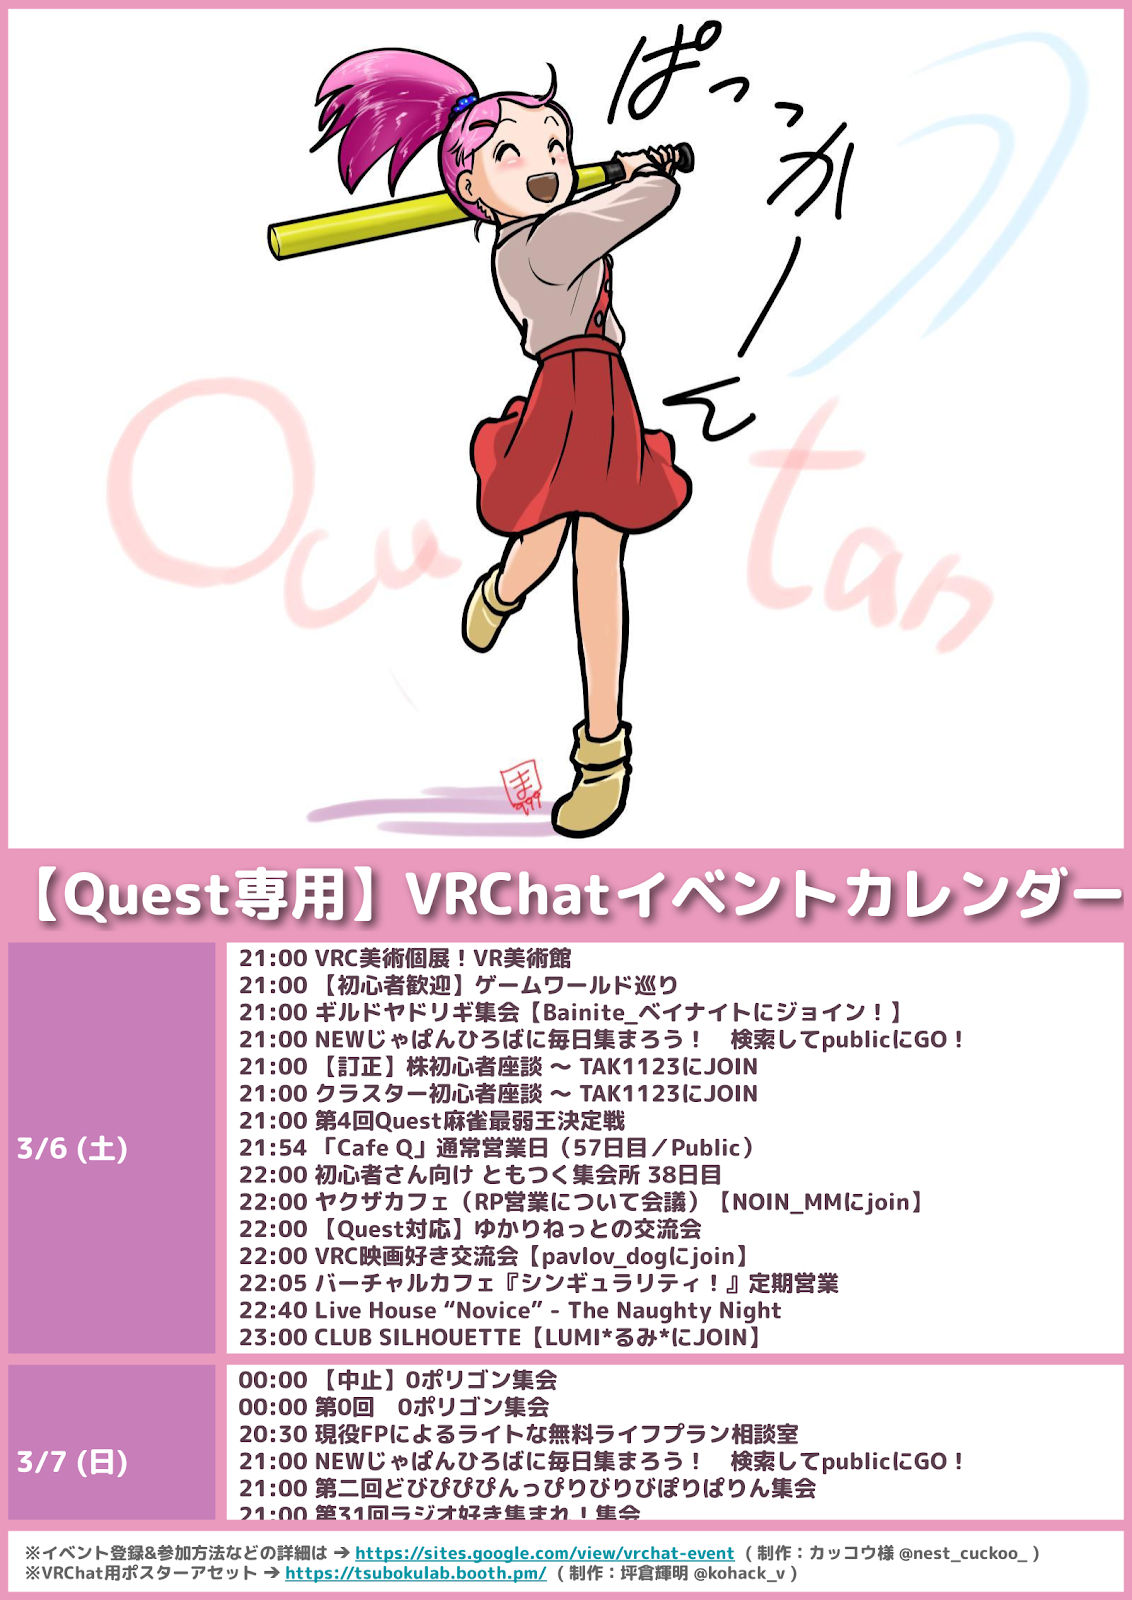 ぱっっかーん
Ocu tan
ま
999
【Quest専用】VRChatイベントカレンダー
3/6 (土)
21:00 VRC美術個展！VR美術館
21:00 【初心者歓迎】ゲームワールド巡り
21:00 ギルドヤドリギ集会【Bainite_ベイナイトにジョイン！】
21:00 NEWじゃぱんひろばに毎日集まろう！　検索してpublicにGO！
21:00 【訂正】株初心者座談 ～ TAK1123にJOIN
21:00 クラスター初心者座談 ～ TAK1123にJOIN
21:00 第4回Quest麻雀最弱王決定戦
21:54 「Cafe Q」通常営業日（57日目／Public）
22:00 初心者さん向け ともつく集会所 38日目
22:00 ヤクザカフェ（RP営業について会議）【NOIN_MMにjoin】
22:00 【Quest対応】ゆかりねっとの交流会
22:00 VRC映画好き交流会【pavlov_dogにjoin】
22:05 バーチャルカフェ『シンギュラリティ！』定期営業
22:40 Live House “Novice” - The Naughty Night
23:00 CLUB SILHOUETTE【LUMI*るみ*にJOIN】
3/7 (日)
00:00 【中止】0ポリゴン集会
00:00 第0回　0ポリゴン集会
20:30 現役FPによるライトな無料ライフプラン相談室
21:00 NEWじゃぱんひろばに毎日集まろう！　検索してpublicにGO！
21:00 第二回どびぴぴぴんっぴりびりびぽりぱりん集会
21:00 第31回ラジオ好き集まれ！集会
※イベント登録&参加方法などの詳細は ➔ https://sites.google.com/view/vrchat-event （ 制作：カッコウ様 @nest_cuckoo_ ）
※VRChat用ポスターアセット ➔ https://tsubokulab.booth.pm/ （ 制作：坪倉輝明 @kohack_v ）